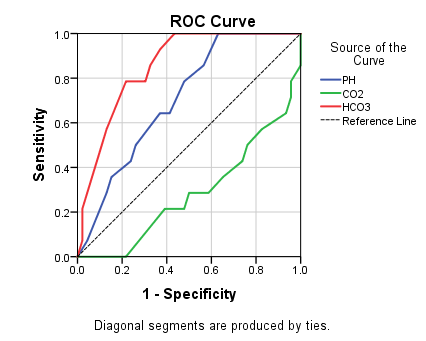 ROC Curve
Source of the
Curve
PH
CO2
HCO3
Reference Line
Sensitivity
1.0
0.8
0.6
0.4
0.2
0.0
0.0 0.2 0.4 0.6 0.8 1.0
1 - Specificity
Diagonal segments are produced by ties.